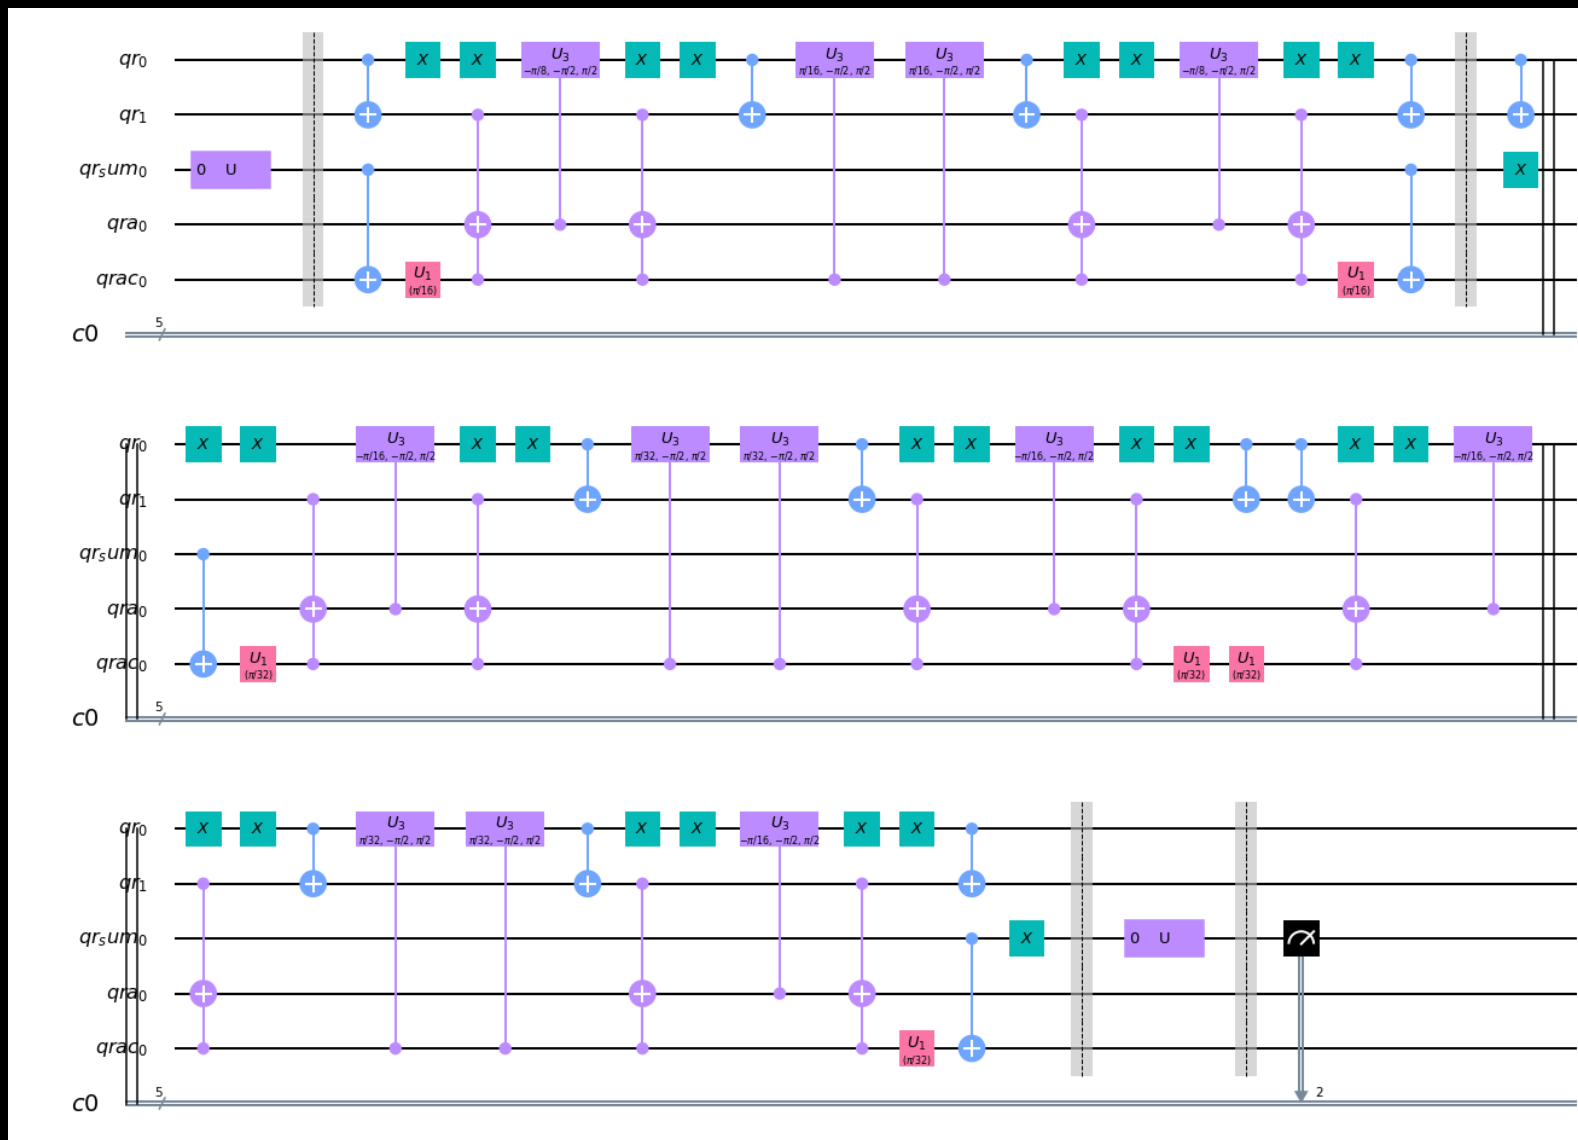 qr0 X X U3 X X U3 U3 X X U3 X X
−π/8, −π/2, π/2 π/16, −π/2, π/2 π/16, −π/2, π/2 −π/8, −π/2, π/2
qr1
qrsum0 0 U X
qra0
qrac0 U1 U1
(π/16) (π/16)
5
c0
qr0 X X U3 X X U3 U3 X X U3 X X X X U3
−π/16, −π/2, π/2 π/32, −π/2, π/2 π/32, −π/2, π/2 −π/16, −π/2, π/2 −π/16, −π/2, π/2
qr1
qrsum0
qra0
qrac0 U1 U1 U1
(π/32) (π/32) (π/32)
5
c0
qr0 X X U3 U3 X X U3 X X
π/32, −π/2, π/2 π/32, −π/2, π/2 −π/16, −π/2, π/2
qr1
qrsum0 X 0 U
qra0
qrac0 U1
(π/32)
5 2
c0